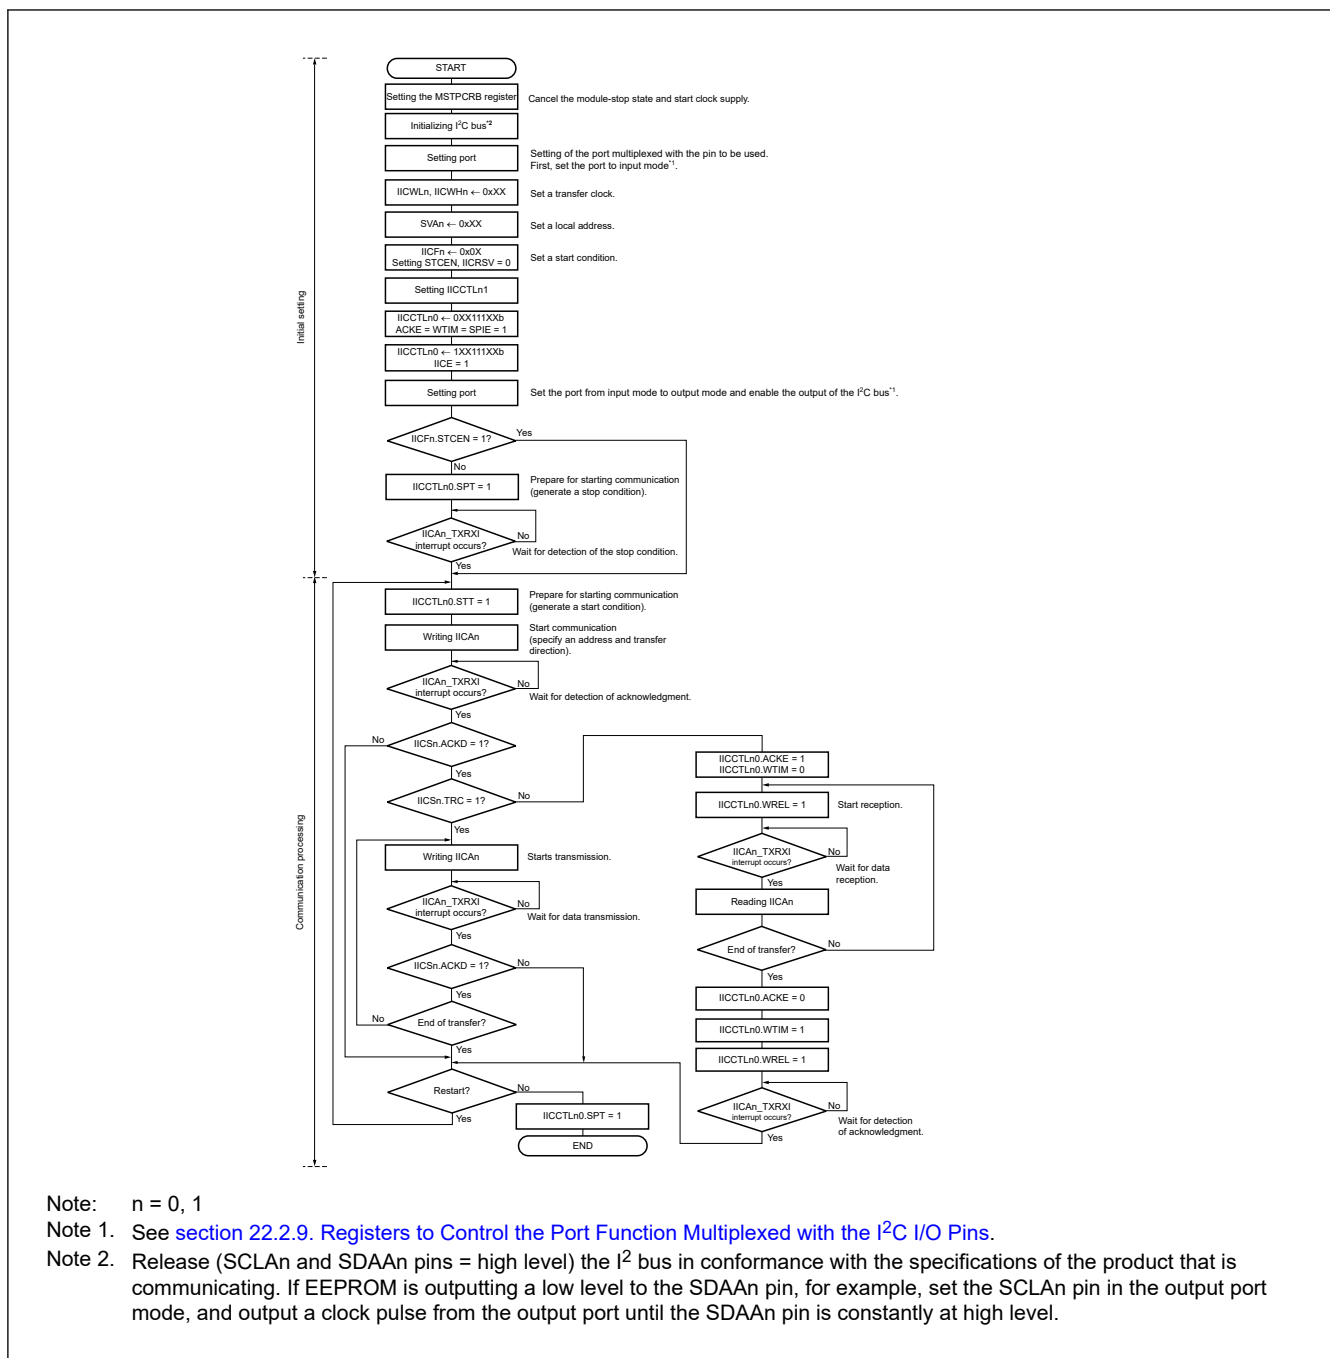 START
Setting the MSTPCRB register
Cancel the module-stop state and start clock supply.
Initializing I2C bus*2
Setting port
Setting of the port multiplexed with the pin to be used.
First, set the port to input mode*1.
IICWLn, IICWHn ← 0xXX
Set a transfer clock.
SVAn ← 0xXX
Set a local address.
IICFn ← 0x0X
Setting STCEN, IICRSV = 0
Set a start condition.
Setting IICCTLn1
IICCTLn0 ← 0XX111XXb
ACKE = WTIM = SPIE = 1
IICCTLn0 ← 1XX111XXb
IICE = 1
Setting port
Set the port from input mode to output mode and enable the output of the I2C bus*1.
IICFn.STCEN = 1?
Yes
No
IICCTLn0.SPT = 1
Prepare for starting communication
(generate a stop condition).
IICAn_TXRXI
interrupt occurs?
No
Wait for detection of the stop condition.
Yes
Initial setting
IICCTLn0.STT = 1
Prepare for starting communication
(generate a start condition).
Writing IICAn
Start communication
(specify an address and transfer
direction).
IICAn_TXRXI
interrupt occurs?
No
Wait for detection of acknowledgment.
Yes
IICSn.ACKD = 1?
No
Yes
IICSn.TRC = 1?
No
Yes
Writing IICAn
Starts transmission.
IICAn_TXRXI
interrupt occurs?
No
Wait for data transmission.
Yes
IICSn.ACKD = 1?
No
Yes
End of transfer?
No
Yes
Restart?
No
Yes
IICCTLn0.SPT = 1
END
Communication processing
IICCTLn0.ACKE = 1
IICCTLn0.WTIM = 0
IICCTLn0.WREL = 1
Start reception.
IICAn_TXRXI
interrupt occurs?
No
Wait for data
reception.
Yes
Reading IICAn
End of transfer?
No
Yes
IICCTLn0.ACKE = 0
IICCTLn0.WTIM = 1
IICCTLn0.WREL = 1
IICAn_TXRXI
interrupt occurs?
No
Wait for detection
of acknowledgment.
Yes
Note: n = 0, 1
Note 1. See section 22.2.9. Registers to Control the Port Function Multiplexed with the I2C I/O Pins.
Note 2. Release (SCLAn and SDAAn pins = high level) the I2 bus in conformance with the specifications of the product that is
communicating. If EEPROM is outputting a low level to the SDAAn pin, for example, set the SCLAn pin in the output port
mode, and output a clock pulse from the output port until the SDAAn pin is constantly at high level.